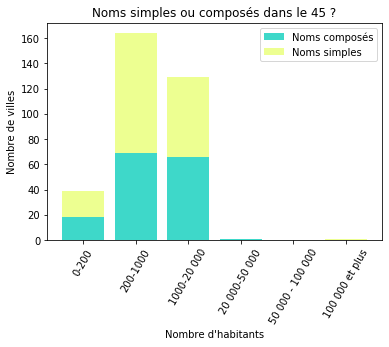 Noms simples ou composés dans le 45 ?
Noms composés
Noms simples
Nombre de villes
160
140
120
100
80
60
40
20
0
0-200
200-1000
1000-20 000
20 000-50 000
50 000 - 100 000
100 000 et plus
Nombre d'habitants